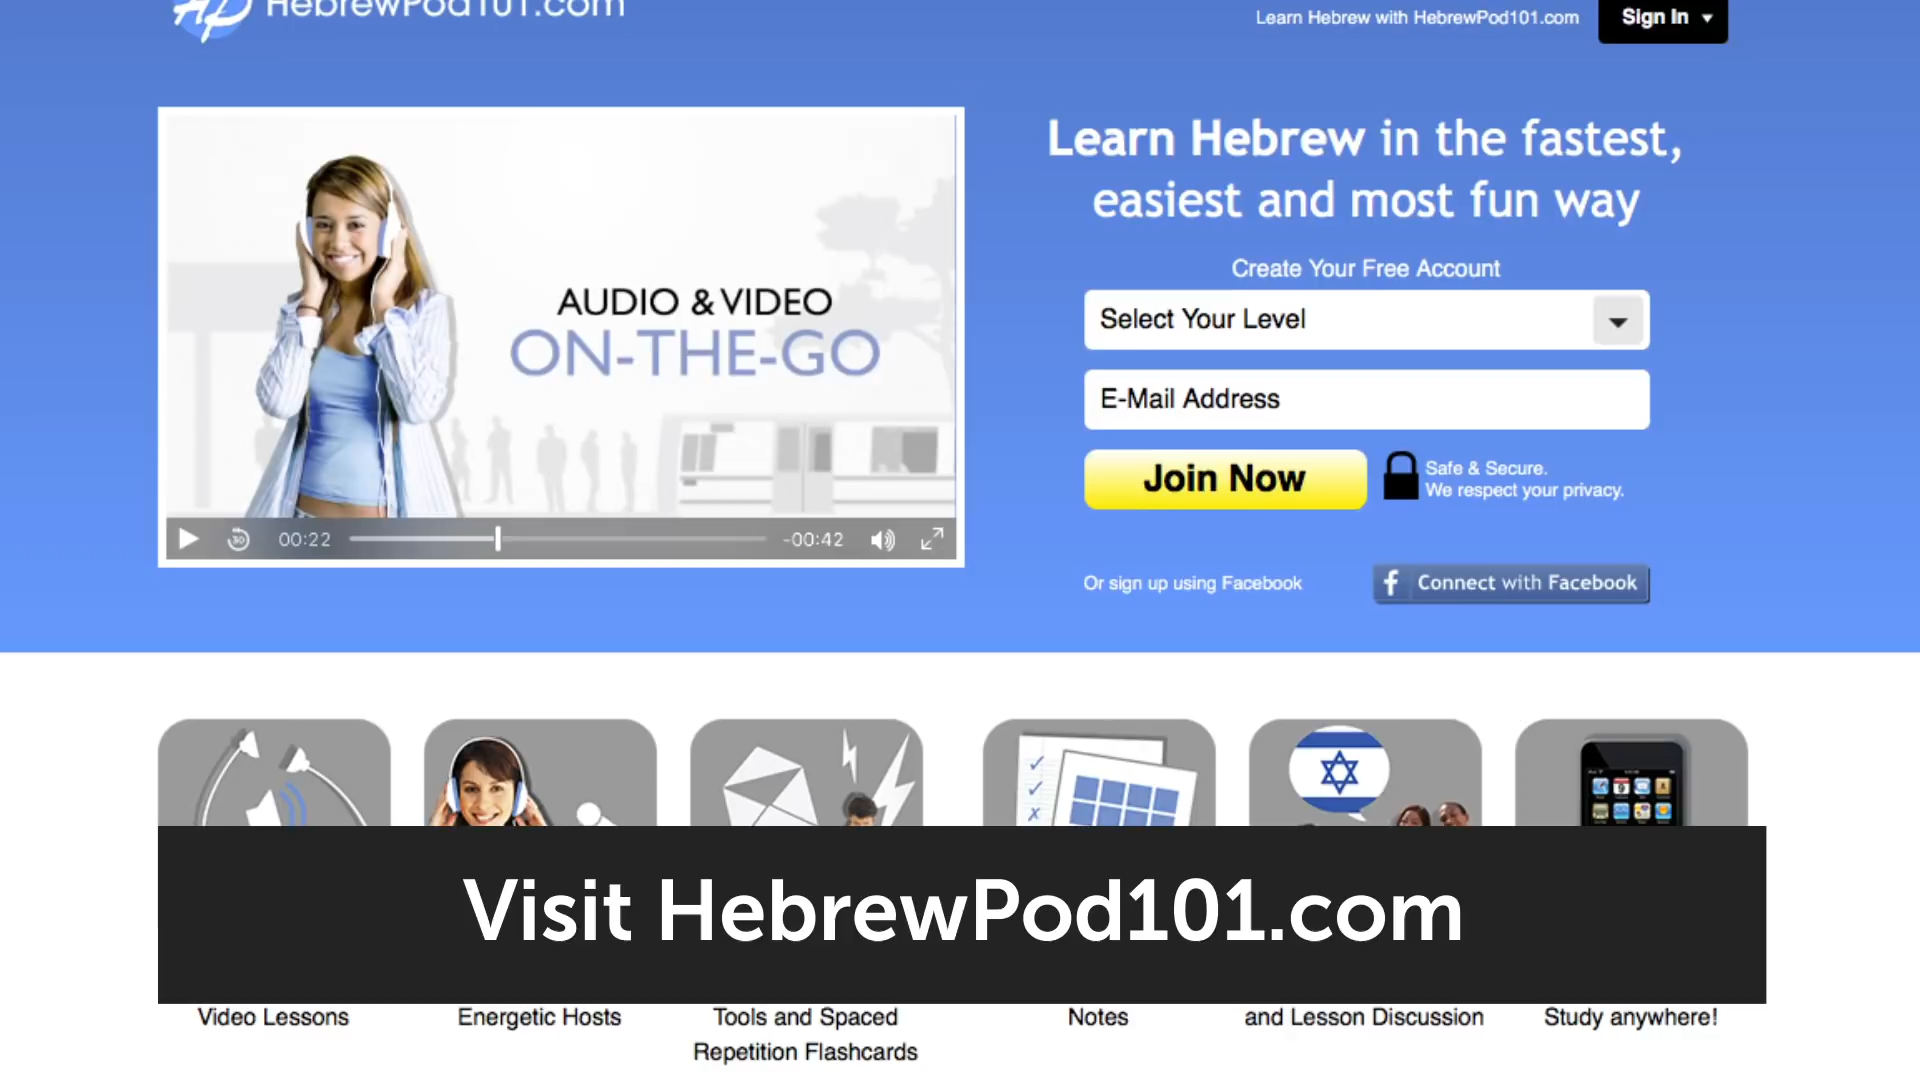 HebrewPod101.com
Learn Hebrew with HebrewPod101.com
Sign In
Learn Hebrew in the fastest,
easiest and most fun way
AUDIO & VIDEO
ON-THE-GO
00:22
-00:42
Create Your Free Account
Select Your Level
E-Mail Address
Join Now
Safe & Secure.
We respect your privacy.
Or sign up using Facebook
Connect with Facebook
Visit HebrewPod101.com
Video Lessons
Energetic Hosts
Tools and Spaced
Repetition Flashcards
Notes
and Lesson Discussion
Study anywhere!